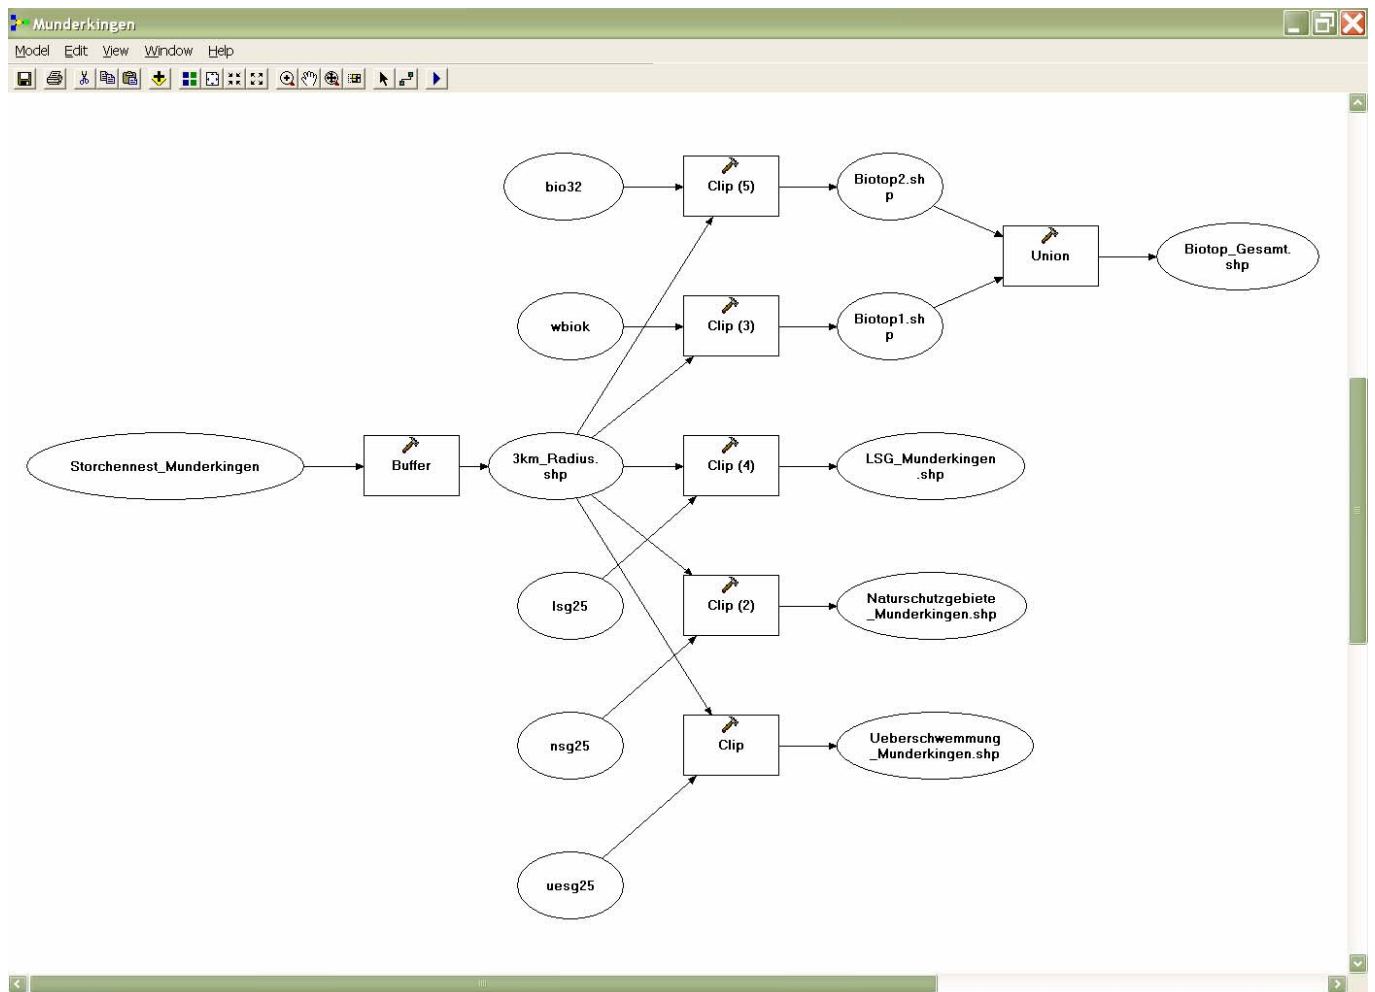 Munderkingen
Model Edit View Window Help
bio32
Clip (5)
Biotop2.sh
p
Union
Biotop_Gesamt.
shp
wbiok
Clip (3)
Biotop1.sh
p
Storchennest_Munderkingen
Buffer
3km_Radius.
shp
Clip (4)
LSG_Munderkingen
.shp
lsg25
Clip (2)
Naturschutzgebiete
_Munderkingen.shp
nsg25
Clip
Ueberschwemmung
_Munderkingen.shp
uesg25